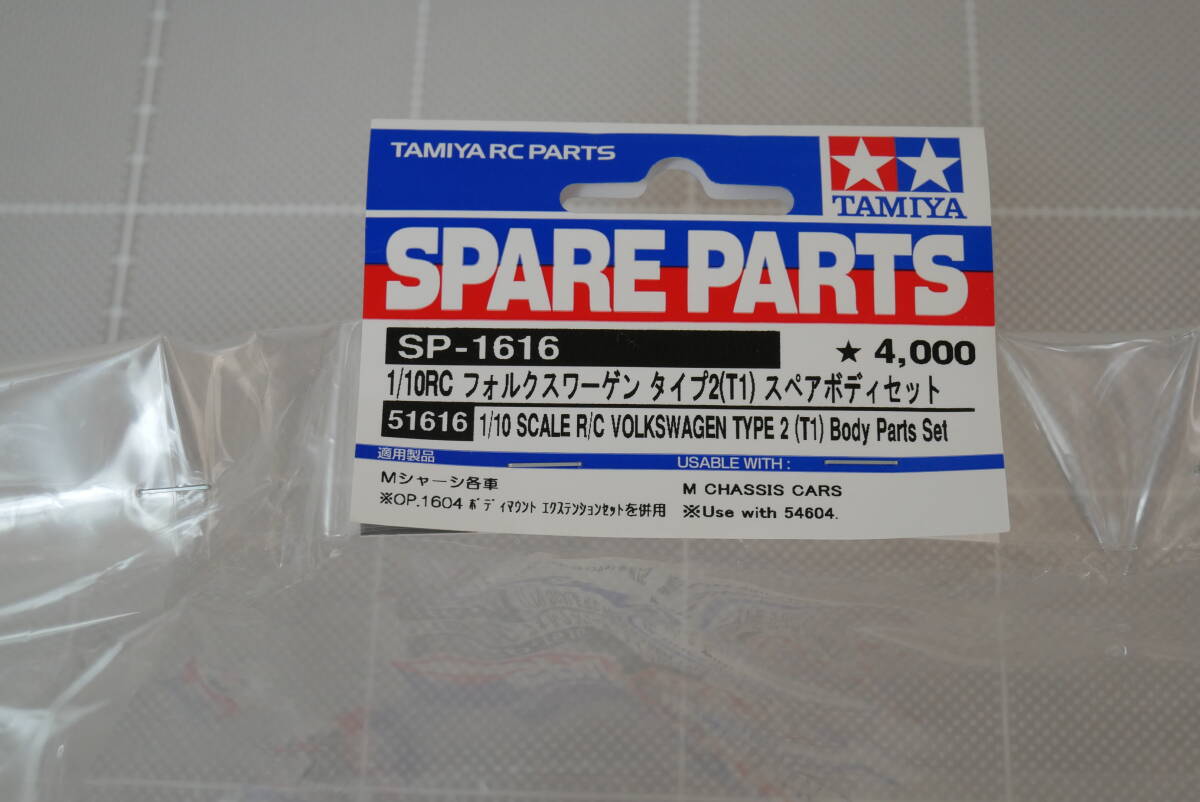 TAMIYA RC PARTS
TAMIYA
SPARE PARTS
SP-1616
★ 4,000
1/10RC フォルクスワーゲン タイプ2(T1) スペアボディセット
51616 1/10 SCALE R/C VOLKSWAGEN TYPE 2 (T1) Body Parts Set
適用製品
USABLE WITH :
Mシャーシ各車
※OP.1604 ボディマウント エクステンションセットを併用
M CHASSIS CARS
※Use with 54604.